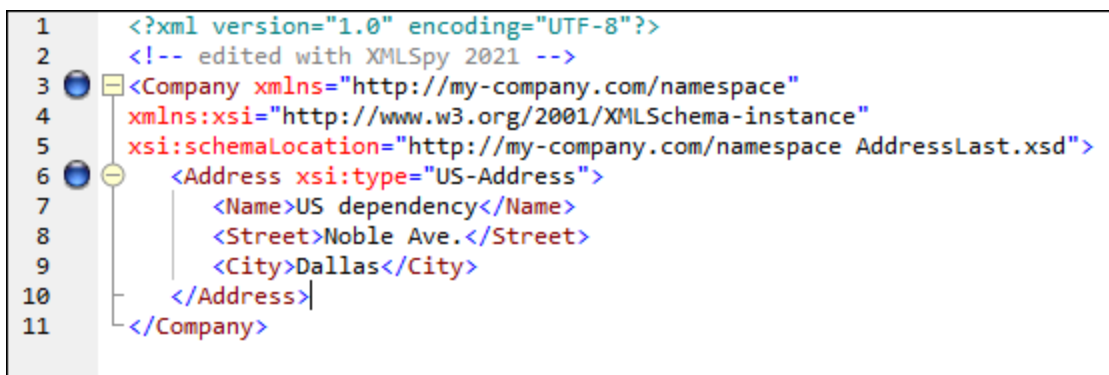 1 <?xml version="1.0" encoding="UTF-8"?>
2 <!-- edited with XMLSpy 2021 -->
3 <Company xmlns="http://my-company.com/namespace"
4 xmlns:xsi="http://www.w3.org/2001/XMLSchema-instance"
5 xsi:schemaLocation="http://my-company.com/namespace AddressLast.xsd">
6 <Address xsi:type="US-Address">
7 <Name>US dependency</Name>
8 <Street>Noble Ave.</Street>
9 <City>Dallas</City>
10 </Address>
11 </Company>